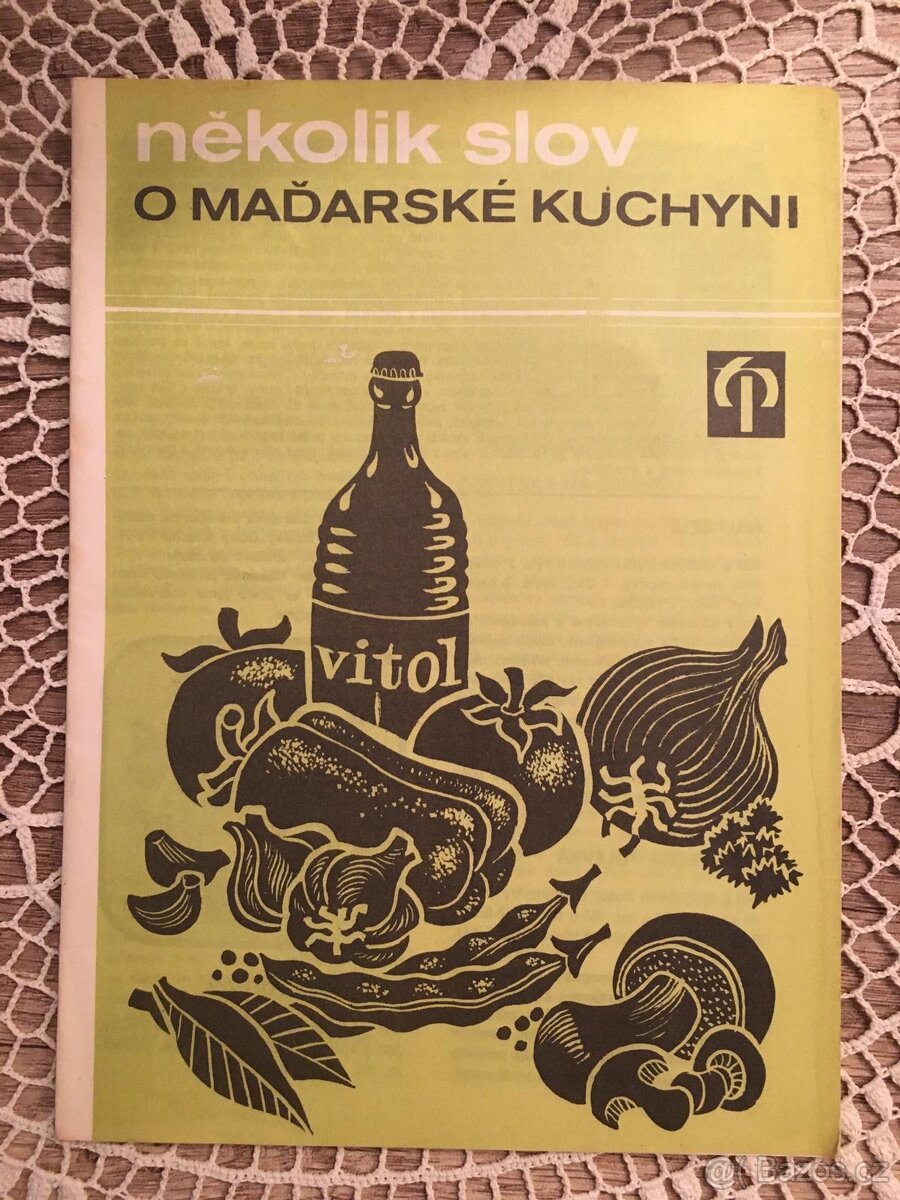 několik slov
O MAĎARSKÉ KUCHYNI
vitol
@ Bazos.cz